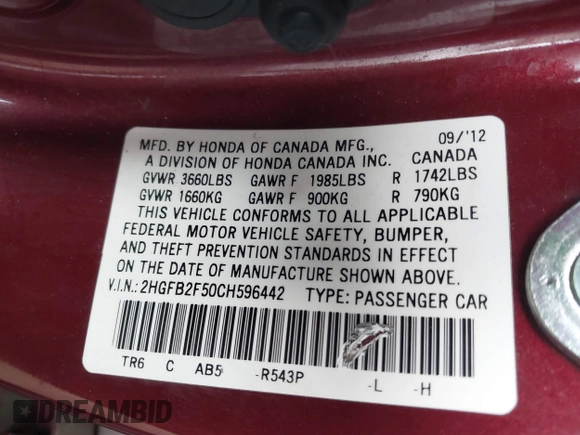 MFD. BY HONDA OF CANADA MFG., 09/'12
A DIVISION OF HONDA CANADA INC. CANADA
GVWR 3660LBS GAWR F 1985LBS R 1742LBS
GVWR 1660KG GAWR F 900KG R 790KG
THIS VEHICLE CONFORMS TO ALL APPLICABLE
FEDERAL MOTOR VEHICLE SAFETY, BUMPER,
AND THEFT PREVENTION STANDARDS IN EFFECT
ON THE DATE OF MANUFACTURE SHOWN ABOVE.
V.I.N.:2HGFB2F50CH596442 TYPE: PASSENGER CAR
TR6 C AB5 -R543P -L -H
DREAMBID